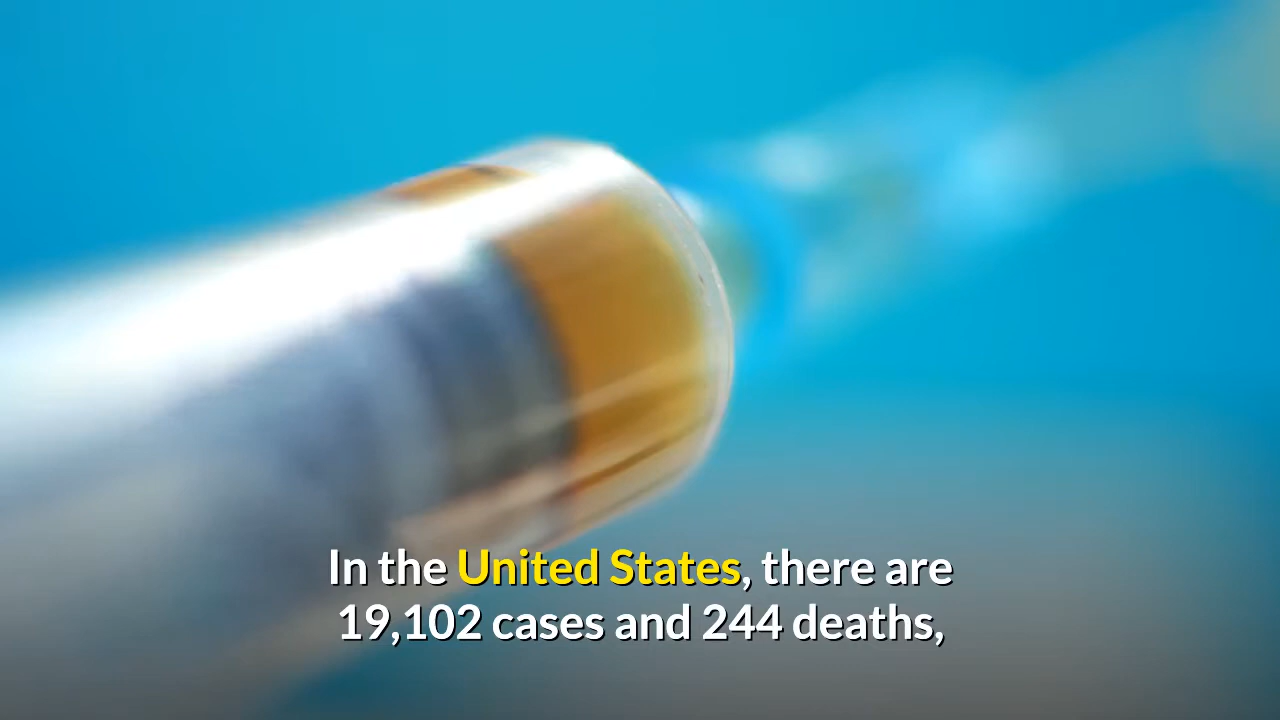 In the United States, there are
19,102 cases and 244 deaths,